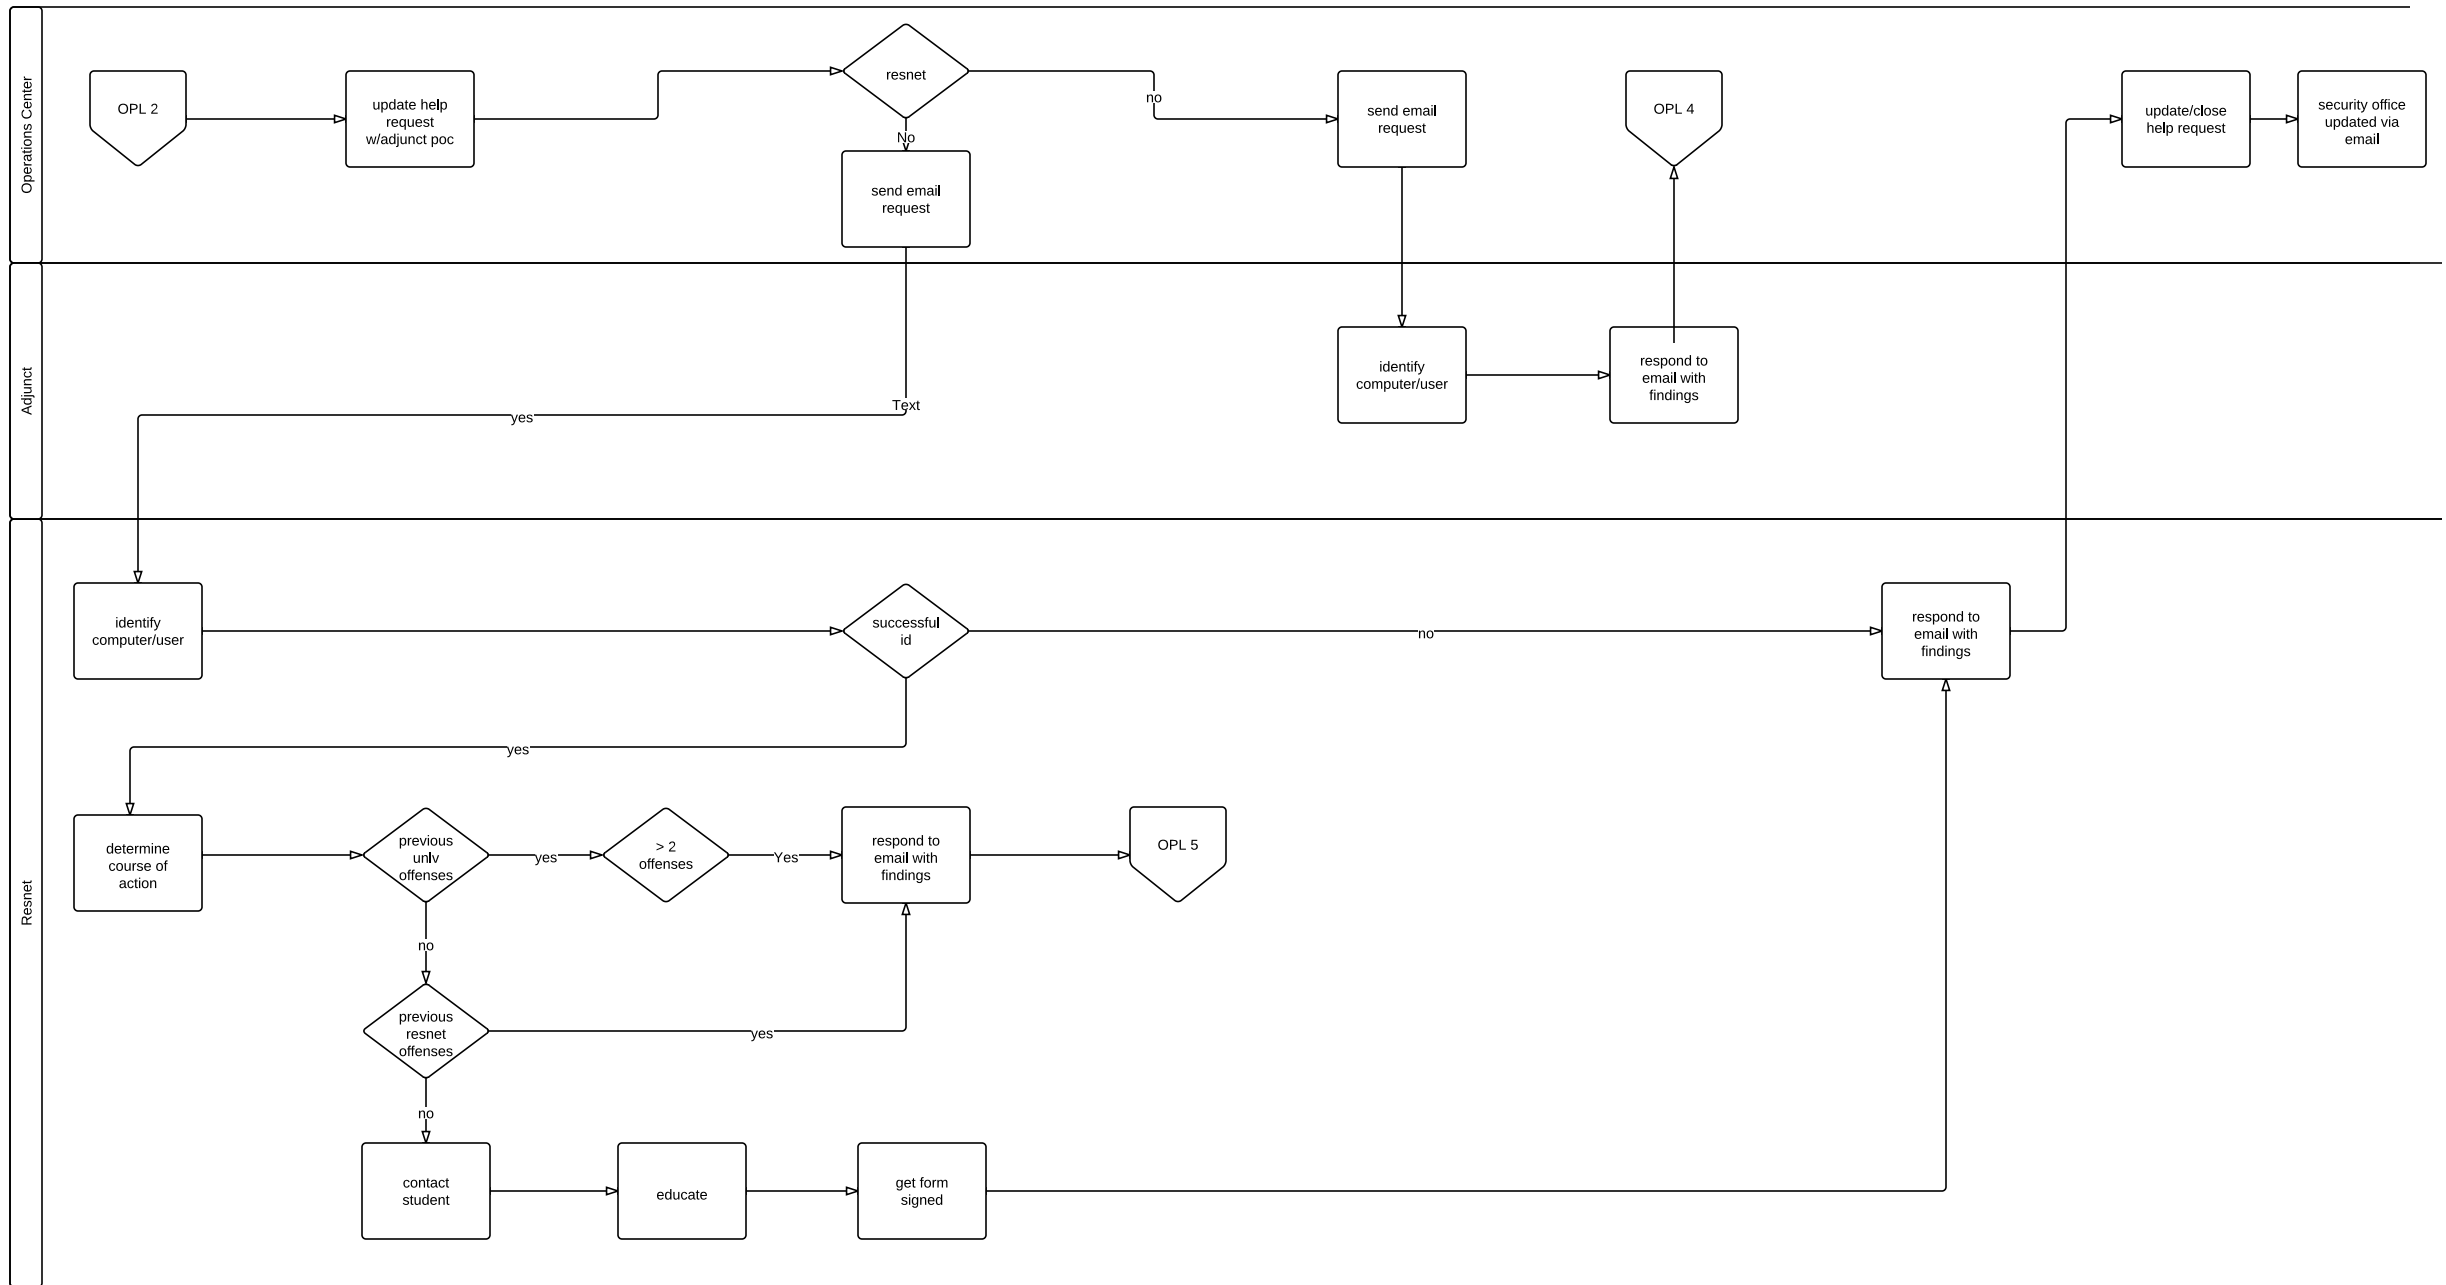 Operations Center
OPL 2
update help
request
w/adjunct poc
resnet
no
No
send email
request
send email
request
OPL 4
update/close
help request
security office
updated via
email
Adjunct
identify
computer/user
respond to
email with
findings
Text
yes
Resnet
identify
computer/user
successful
id
no
respond to
email with
findings
yes
determine
course of
action
previous
unlv
offenses
yes
> 2
offenses
Yes
respond to
email with
findings
OPL 5
no
previous
resnet
offenses
yes
no
contact
student
educate
get form
signed